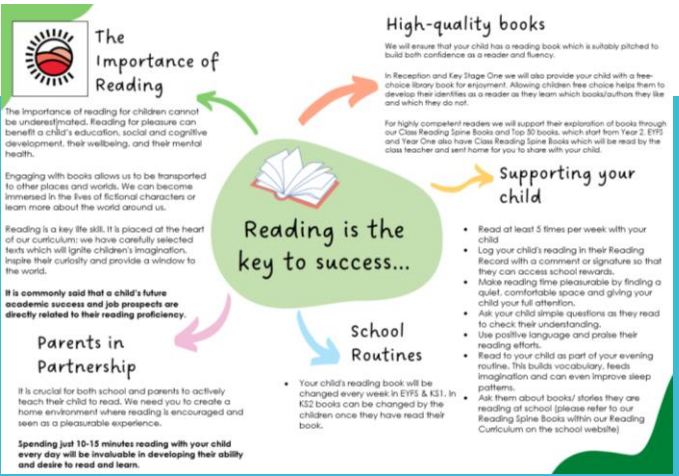 The
Importance of
Reading
The importance of reading for children cannot
be underestimated. Reading for pleasure can
benefit a child's education, social and cognitive
development, their wellbeing, and their mental
health.
Engaging with books allows us to be transported
to other places and worlds. We can become
immersed in the lives of fictional characters or
learn more about the world around us.
Reading is a key life skill. It is placed at the heart
of our curriculum; we have carefully selected
texts which will ignite children's imagination,
inspire their curiosity and provide a window to
the world.
It is commonly said that a child's future
academic success and job prospects are
directly related to their reading proficiency.
High-quality books
We will ensure that your child has a reading book which is suitably pitched to
build both confidence as a reader and fluency.
In Reception and Key Stage One we will also provide your child with a free-
choice library book for enjoyment. Allowing children free choice helps them to
develop their identities as a reader as they learn which books/authors they like
and which they do not.
For highly competent readers we will support their exploration of books through
our Class Reading Spine Books and Top 50 books, which start from Year 2. EYFS
and Year One also have Class Reading Spine Books which will be read by the
class teacher and sent home for you to share with your child.
Reading is the
key to success...
Supporting your
child
• Read at least 5 times per week with your
child
• Log your child's reading in their Reading
Record with a comment or signature so that
they can access school rewards.
• Make reading time pleasurable by finding a
quiet, comfortable space and giving your
child your full attention.
• Ask your child simple questions as they read
to check their understanding.
• Use positive language and praise their
reading efforts.
• Read to your child as part of your evening
routine. This builds vocabulary, feeds
imagination and can even improve sleep
patterns.
• Ask them about books/ stories they are
reading at school (please refer to our
Reading Spine Books within our Reading
Curriculum on the school website)
Parents in
Partnership
It is crucial for both school and parents to actively
teach their child to read. We need you to create a
home environment where reading is encouraged and
seen as a pleasurable experience.
Spending just 10-15 minutes reading with your child
every day will be invaluable in developing their ability
and desire to read and learn.
School
Routines
• Your child's reading book will be
changed every week in EYFS & KS1. In
KS2 books can be changed by the
children once they have read their
book.